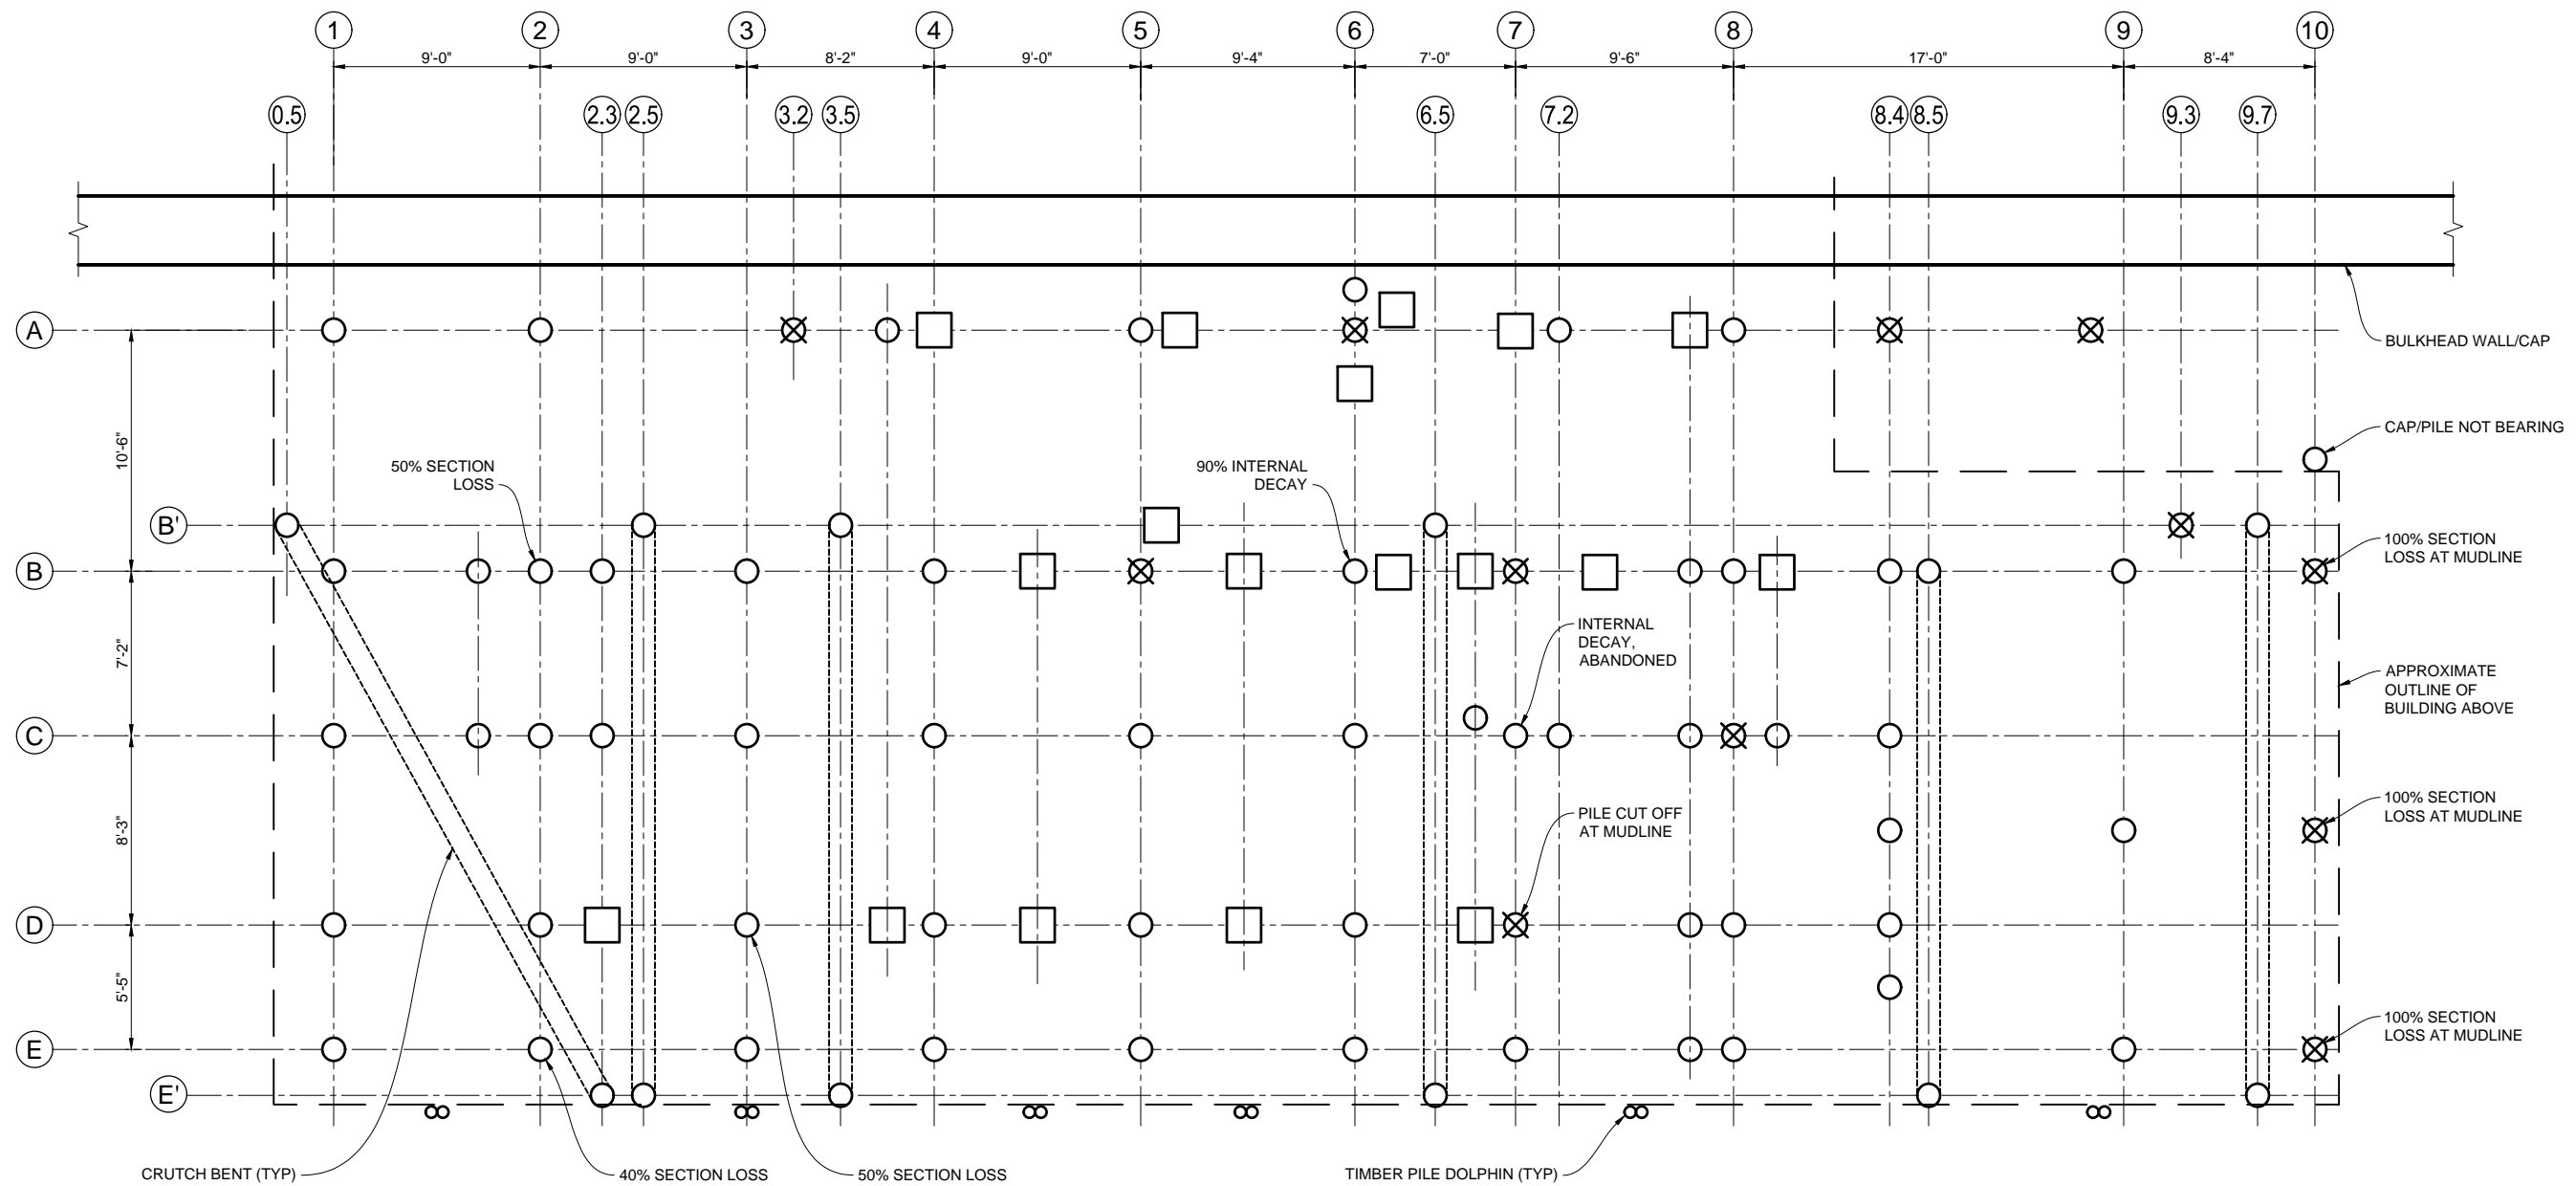 1
2
3
4
5
6
7
8
9
10
9'-0"
9'-0"
8'-2"
9'-0"
9'-4"
7'-0"
9'-6"
17'-0"
8'-4"
0.5
2.3
2.5
3.2
3.5
6.5
7.2
8.4
8.5
9.3
9.7
A
BULKHEAD WALL/CAP
10'-6"
CAP/PILE NOT BEARING
50% SECTION
LOSS
90% INTERNAL
DECAY
B'
100% SECTION
LOSS AT MUDLINE
B
7'-2"
INTERNAL
DECAY,
ABANDONED
APPROXIMATE
OUTLINE OF
BUILDING ABOVE
C
8'-3"
PILE CUT OFF
AT MUDLINE
100% SECTION
LOSS AT MUDLINE
D
5'-5"
100% SECTION
LOSS AT MUDLINE
E
E'
CRUTCH BENT (TYP)
40% SECTION LOSS
50% SECTION LOSS
TIMBER PILE DOLPHIN (TYP)